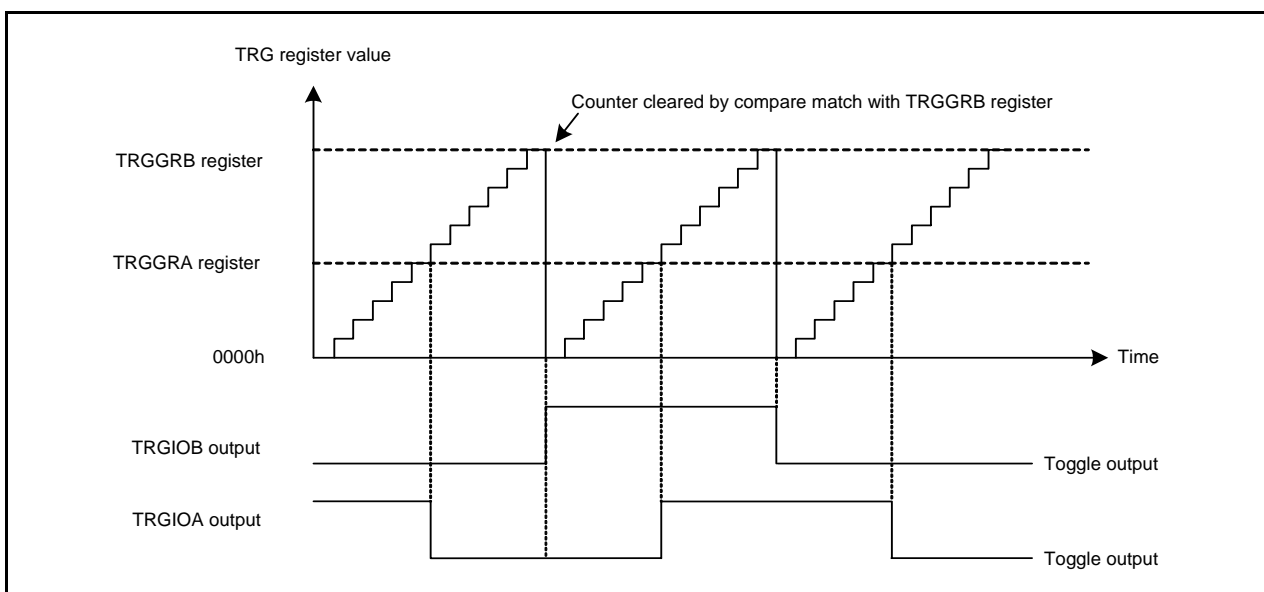 TRG register value
Counter cleared by compare match with TRGGRB register
TRGGRB register
TRGGRA register
0000h
Time
TRGIOB output
Toggle output
TRGIOA output
Toggle output